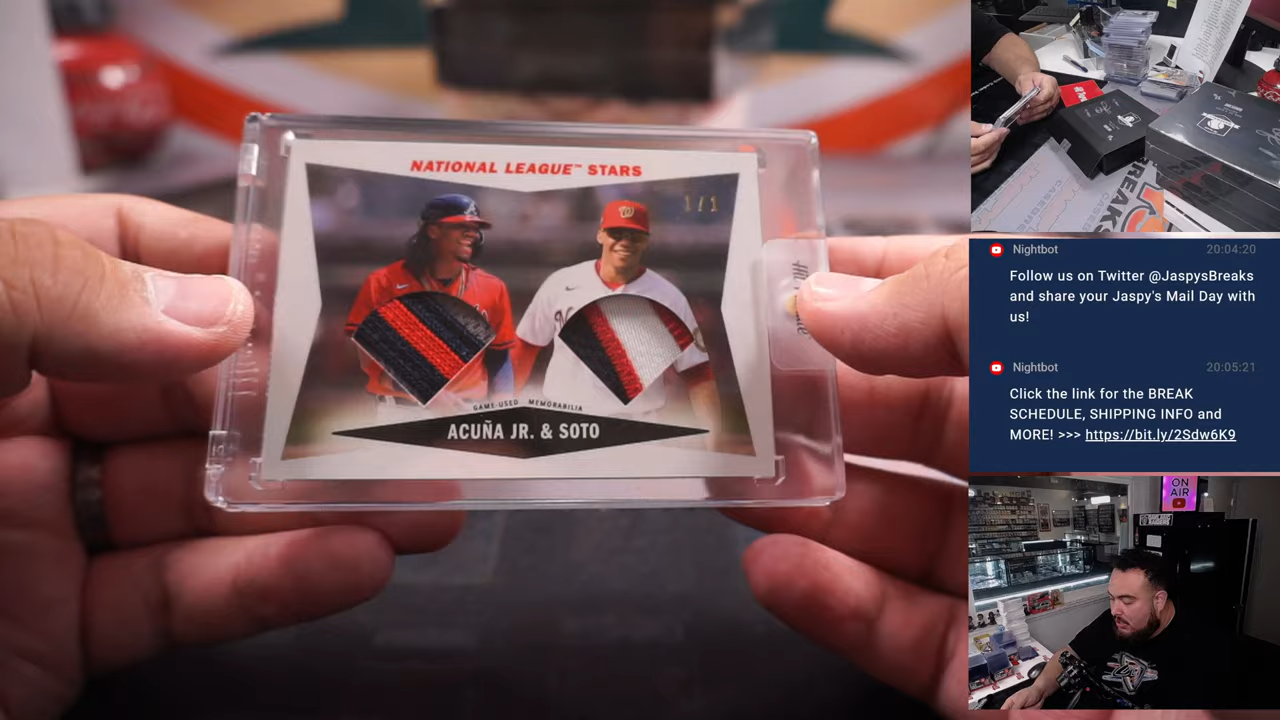 NATIONAL LEAGUE™ STARS
1/1
GAME-USED MEMORABILIA
ACUÑA JR. & SOTO
Nightbot
20:04:20
Follow us on Twitter @JaspysBreaks
and share your Jaspy's Mail Day with
us!
Nightbot
20:05:21
Click the link for the BREAK
SCHEDULE, SHIPPING INFO and
MORE! >>> https://bit.ly/2Sdw6K9
ON
AIR